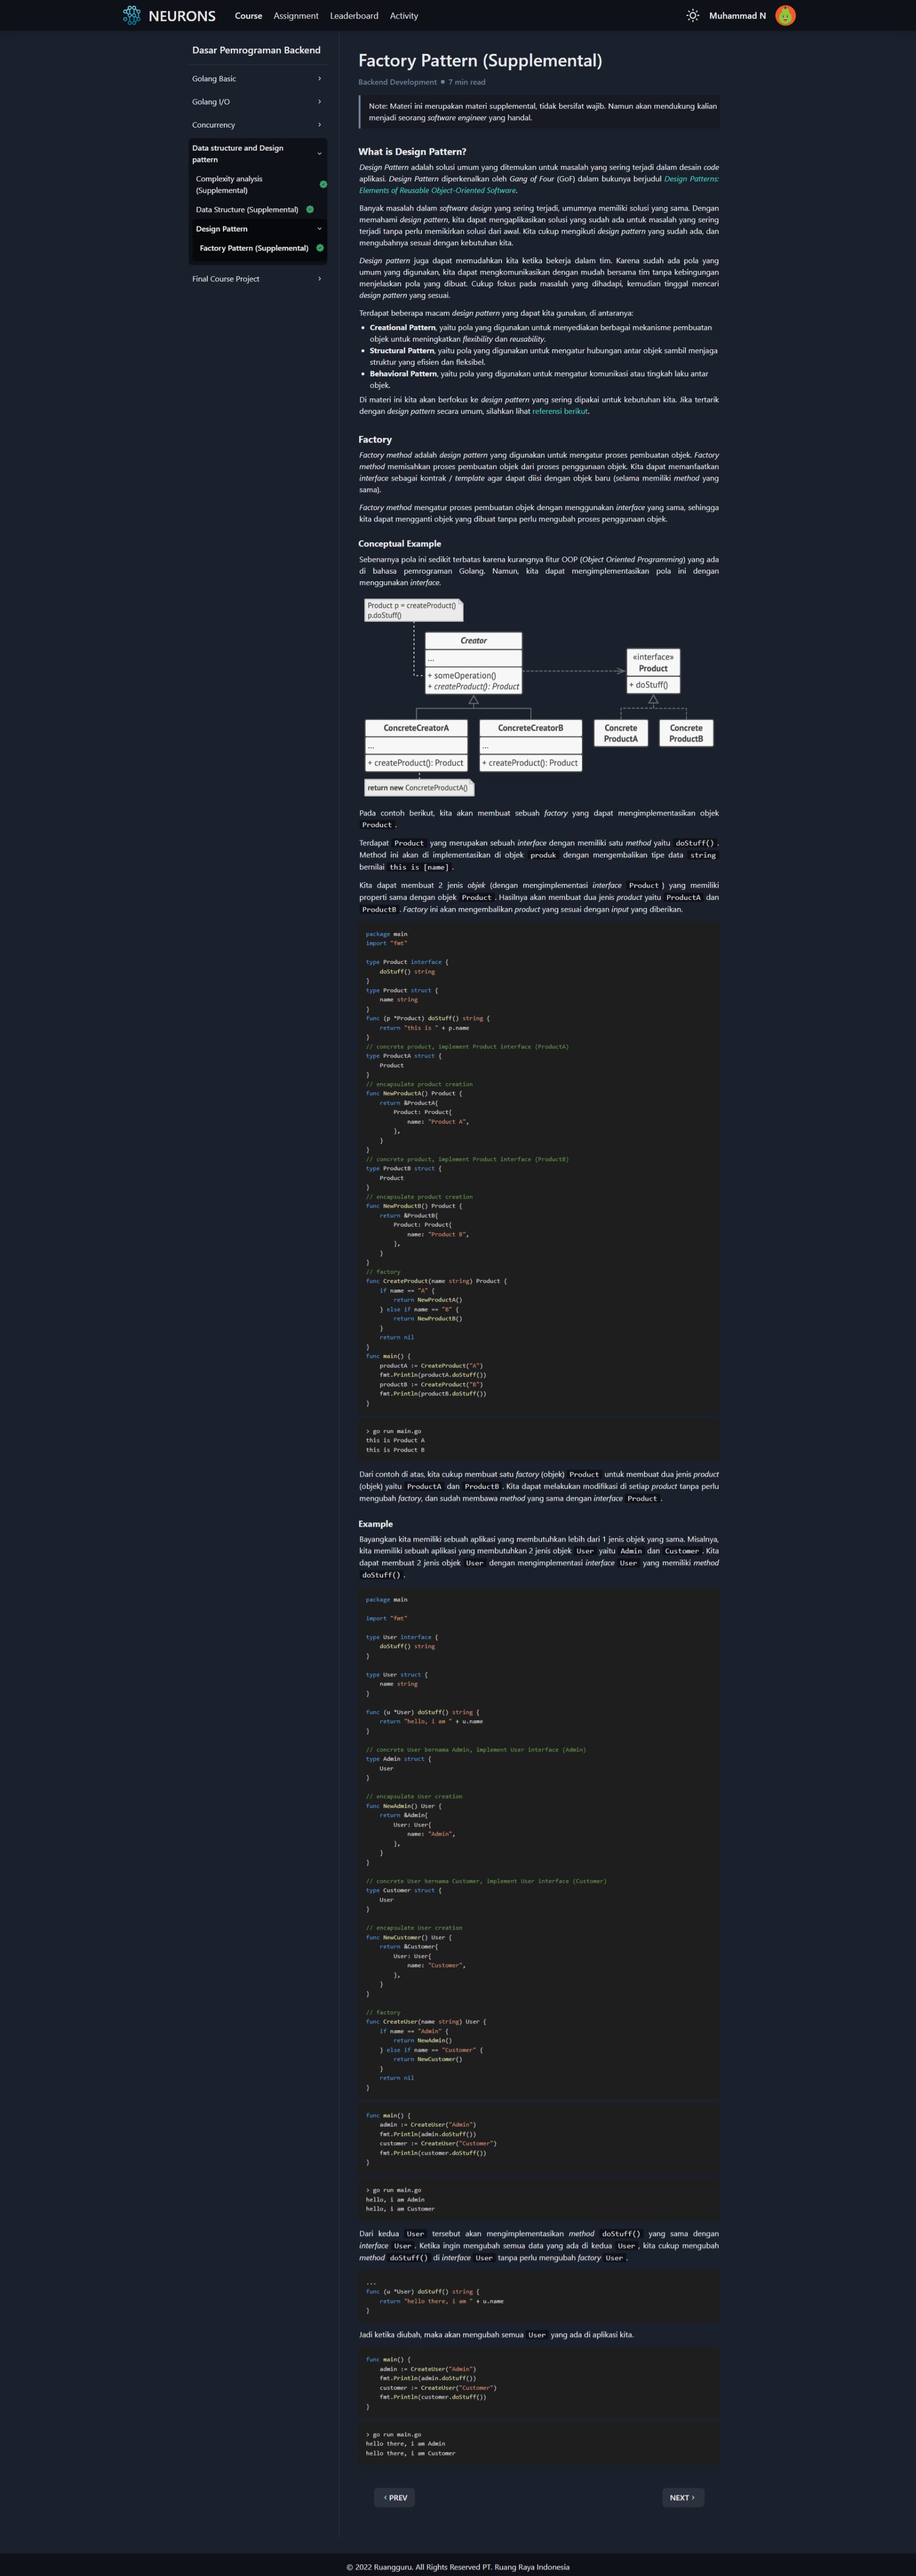 NEURONS Course Assignment Leaderboard Activity Muhammad N
Dasar Pemrograman Backend
Golang Basic
Golang I/O
Concurrency
Data structure and Design
pattern
Complexity analysis
(Supplemental)
Data Structure (Supplemental)
Design Pattern
Factory Pattern (Supplemental)
Final Course Project
Factory Pattern (Supplemental)
Backend Development 7 min read
Note: Materi ini merupakan materi supplemental, tidak bersifat wajib. Namun akan mendukung kalian
menjadi seorang software engineer yang handal.
What is Design Pattern?
Design Pattern adalah solusi umum yang ditemukan untuk masalah yang sering terjadi dalam desain code
aplikasi. Design Pattern diperkenalkan oleh Gang of Four (GoF) dalam bukunya berjudul Design Patterns:
Elements of Reusable Object-Oriented Software.
Banyak masalah dalam software design yang sering terjadi, umumnya memiliki solusi yang sama. Dengan
memahami design pattern, kita dapat mengaplikasikan solusi yang sudah ada untuk masalah yang sering
terjadi tanpa perlu memikirkan solusi dari awal. Kita cukup mengikuti design pattern yang sudah ada, dan
mengubahnya sesuai dengan kebutuhan kita.
Design pattern juga dapat memudahkan kita ketika bekerja dalam tim. Karena sudah ada pola yang
umum yang digunakan, kita dapat mengkomunikasikan dengan mudah bersama tim tanpa kebingungan
menjelaskan pola yang dibuat. Cukup fokus pada masalah yang dihadapi, kemudian tinggal mencari
design pattern yang sesuai.
Terdapat beberapa macam design pattern yang dapat kita gunakan, di antaranya:
• Creational Pattern, yaitu pola yang digunakan untuk menyediakan berbagai mekanisme pembuatan
objek untuk meningkatkan flexibility dan reusability.
• Structural Pattern, yaitu pola yang digunakan untuk mengatur hubungan antar objek sambil menjaga
struktur yang efisien dan fleksibel.
• Behavioral Pattern, yaitu pola yang digunakan untuk mengatur komunikasi atau tingkah laku antar
objek.
Di materi ini kita akan berfokus ke design pattern yang sering dipakai untuk kebutuhan kita. Jika tertarik
dengan design pattern secara umum, silahkan lihat referensi berikut.
Factory
Factory method adalah design pattern yang digunakan untuk mengatur proses pembuatan objek. Factory
method memisahkan proses pembuatan objek dari proses penggunaan objek. Kita dapat memanfaatkan
interface sebagai kontrak / template agar dapat diisi dengan objek baru (selama memiliki method yang
sama).
Factory method mengatur proses pembuatan objek dengan menggunakan interface yang sama, sehingga
kita dapat mengganti objek yang dibuat tanpa perlu mengubah proses penggunaan objek.
Conceptual Example
Sebenarnya pola ini sedikit terbatas karena kurangnya fitur OOP (Object Oriented Programming) yang ada
di bahasa pemrograman Golang. Namun, kita dapat mengimplementasikan pola ini dengan
menggunakan interface.
Product p = createProduct()
p.doStuff()
Creator
...
+ someOperation()
+ createProduct(): Product
«interface»
Product
+ doStuff()
ConcreteCreatorA
...
+ createProduct(): Product
ConcreteCreatorB
...
+ createProduct(): Product
Concrete
ProductA
Concrete
ProductB
return new ConcreteProductA()
Pada contoh berikut, kita akan membuat sebuah factory yang dapat mengimplementasikan objek
Product .
Terdapat Product yang merupakan sebuah interface dengan memiliki satu method yaitu doStuff() .
Method ini akan di implementasikan di objek produk dengan mengembalikan tipe data string
bernilai this is [name] .
Kita dapat membuat 2 jenis objek (dengan mengimplementasi interface Product ) yang memiliki
properti sama dengan objek Product . Hasilnya akan membuat dua jenis product yaitu ProductA dan
ProductB . Factory ini akan mengembalikan product yang sesuai dengan input yang diberikan.
package main
import "fmt"
type Product interface {
doStuff() string
}
type Product struct {
name string
}
func (p *Product) doStuff() string {
return "this is " + p.name
}
// concrete product, implement Product interface (ProductA)
type ProductA struct {
Product
}
// encapsulate product creation
func NewProductA() Product {
return &ProductA{
Product: Product{
name: "Product A",
},
}
}
// concrete product, implement Product interface (ProductB)
type ProductB struct {
Product
}
// encapsulate product creation
func NewProductB() Product {
return &ProductB{
Product: Product{
name: "Product B",
},
}
}
// factory
func CreateProduct(name string) Product {
if name == "A" {
return NewProductA()
} else if name == "B" {
return NewProductB()
}
return nil
}
func main() {
productA := CreateProduct("A")
fmt.Println(productA.doStuff())
productB := CreateProduct("B")
fmt.Println(productB.doStuff())
}
> go run main.go
this is Product A
this is Product B
Dari contoh di atas, kita cukup membuat satu factory (objek) Product untuk membuat dua jenis product
(objek) yaitu ProductA dan ProductB . Kita dapat melakukan modifikasi di setiap product tanpa perlu
mengubah factory, dan sudah membawa method yang sama dengan interface Product .
Example
Bayangkan kita memiliki sebuah aplikasi yang membutuhkan lebih dari 1 jenis objek yang sama. Misalnya,
kita memiliki sebuah aplikasi yang membutuhkan 2 jenis objek User yaitu Admin dan Customer . Kita
dapat membuat 2 jenis objek User dengan mengimplementasi interface User yang memiliki method
doStuff() .
package main
import "fmt"
type User interface {
doStuff() string
}
type User struct {
name string
}
func (u *User) doStuff() string {
return "hello, i am " + u.name
}
// concrete User bernama Admin, implement User interface (Admin)
type Admin struct {
User
}
// encapsulate User creation
func NewAdmin() User {
return &Admin{
User: User{
name: "Admin",
},
}
}
// concrete User bernama Customer, implement User interface (Customer)
type Customer struct {
User
}
// encapsulate User creation
func NewCustomer() User {
return &Customer{
User: User{
name: "Customer",
},
}
}
// factory
func CreateUser(name string) User {
if name == "Admin" {
return NewAdmin()
} else if name == "Customer" {
return NewCustomer()
}
return nil
}
func main() {
admin := CreateUser("Admin")
fmt.Println(admin.doStuff())
customer := CreateUser("Customer")
fmt.Println(customer.doStuff())
}
> go run main.go
hello, i am Admin
hello, i am Customer
Dari kedua User tersebut akan mengimplementasikan method doStuff() yang sama dengan
interface User . Ketika ingin mengubah semua data yang ada di kedua User , kita cukup mengubah
method doStuff() di interface User tanpa perlu mengubah factory User .
...
func (u *User) doStuff() string {
return "hello there, i am " + u.name
}
Jadi ketika diubah, maka akan mengubah semua User yang ada di aplikasi kita.
func main() {
admin := CreateUser("Admin")
fmt.Println(admin.doStuff())
customer := CreateUser("Customer")
fmt.Println(customer.doStuff())
}
> go run main.go
hello there, i am Admin
hello there, i am Customer
‹ PREV NEXT ›
© 2022 Ruangguru. All Rights Reserved PT. Ruang Raya Indonesia